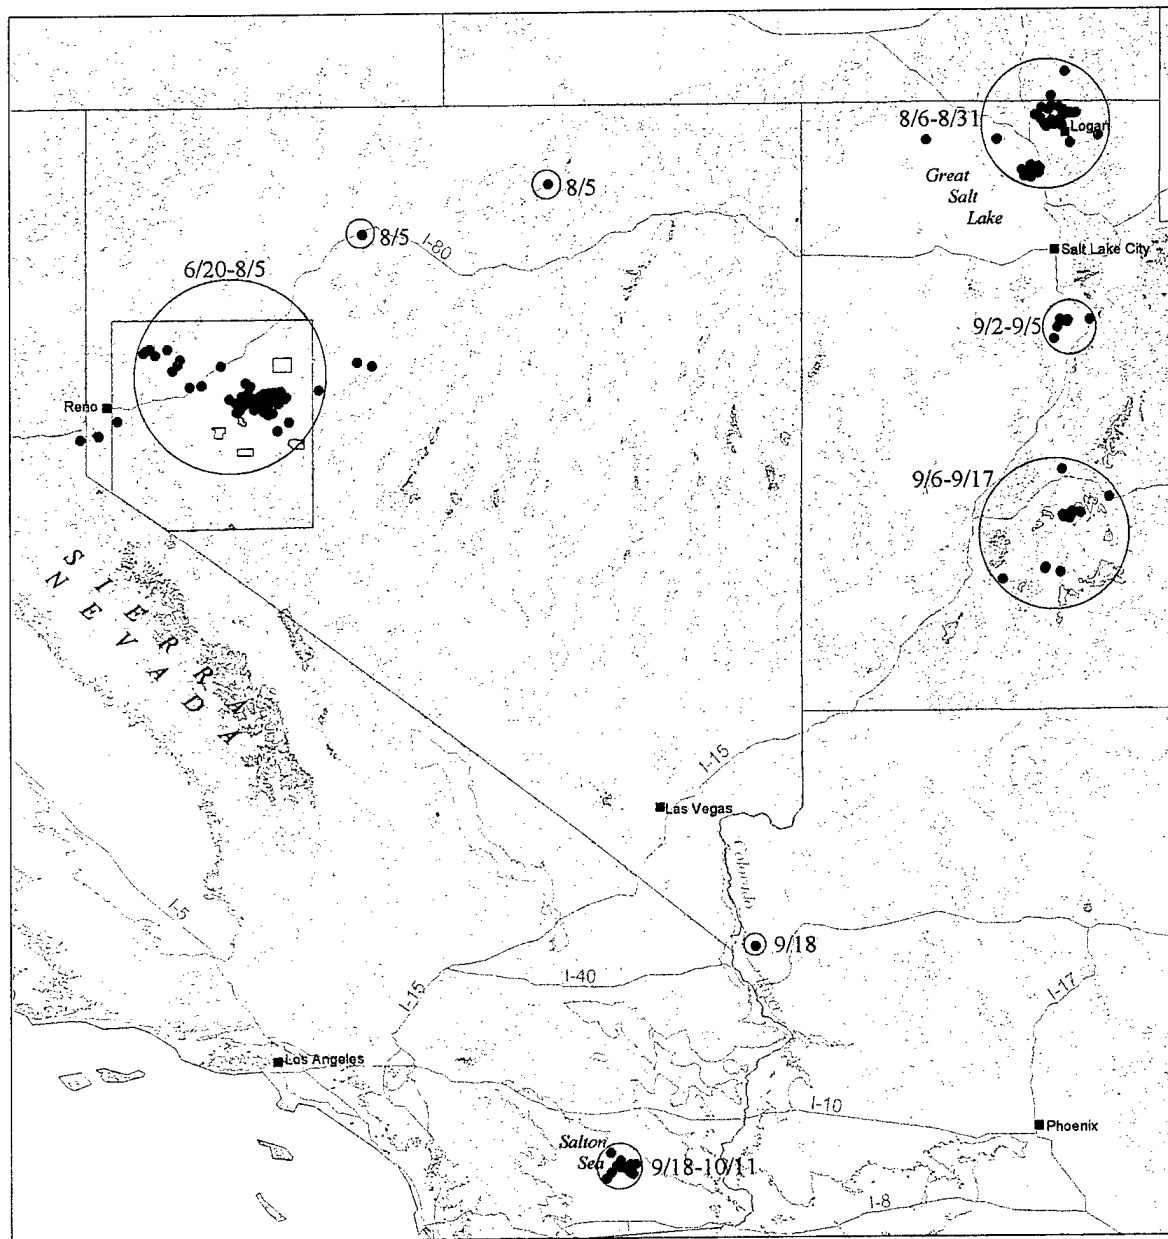 8/6-8/31
Logan
Great
Salt
Lake
8/5
8/5
I-80
6/20-8/5
Salt Lake City
9/2-9/5
Reno
9/6-9/17
SIERRA
NEVADA
I-15
Las Vegas
Colorado
River
I-5
9/18
I-40
I-15
I-17
Los Angeles
I-10
Phoenix
Salton
Sea
9/18-10/11
I-8